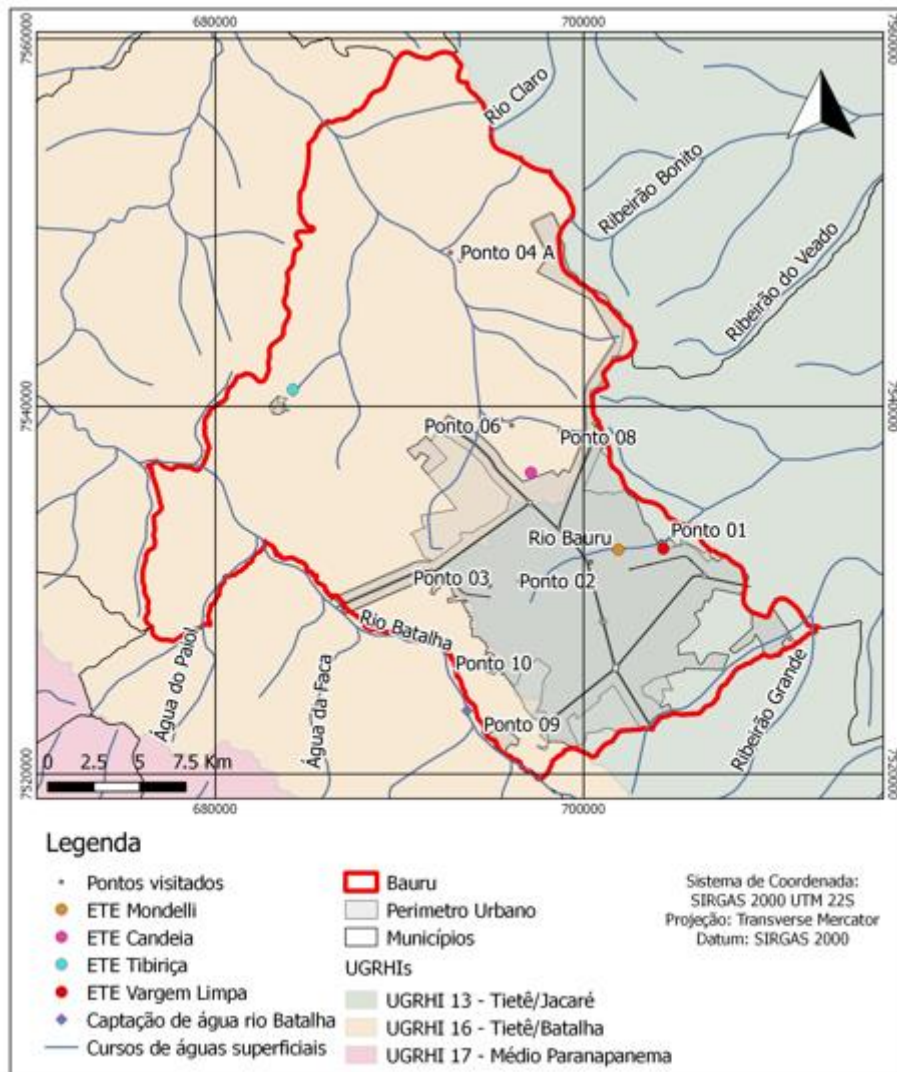 680000
700000
7560000
7560000
Rio Claro
Ribeirão Bonito
Ribeirão do Veado
Ponto 04 A
7540000
7540000
Ponto 06
Ponto 08
Ponto 01
Rio Bauru
Ponto 02
Ponto 03
Rio Batalha
Ponto 10
Água do Paiol
Água da Faca
Ponto 09
Ribeirão Grande
0 2.5 5 7.5 Km
7520000
7520000
680000
700000
Legenda
Pontos visitados
ETE Mondelli
ETE Candeia
ETE Tibiriça
ETE Vargem Limpa
Captação de água rio Batalha
Cursos de águas superficiais
Bauru
Perimetro Urbano
Municípios
UGRHIs
UGRHI 13 - Tietê/Jacaré
UGRHI 16 - Tietê/Batalha
UGRHI 17 - Médio Paranapanema
Sistema de Coordenada:
SIRGAS 2000 UTM 22S
Projeção: Transverse Mercator
Datum: SIRGAS 2000